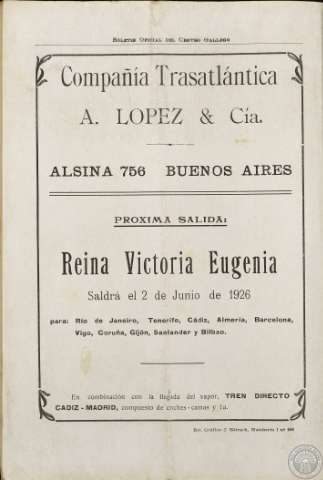 Boletin Oficial del Centro Gallego
Compañía Trasatlántica
A. LOPEZ & Cía.
ALSINA 756 BUENOS AIRES
PROXIMA SALIDA:
Reina Victoria Eugenia
Saldrá el 2 de Junio de 1926
para: Río de Janeiro, Tenerife, Cádiz, Almería, Barcelona,
Vigo, Coruña, Gijón, Santander y Bilbao.
En combinación con la llegada del vapor, TREN DIRECTO
CADIZ-MADRID, compuesto de coches-camas y 1a.